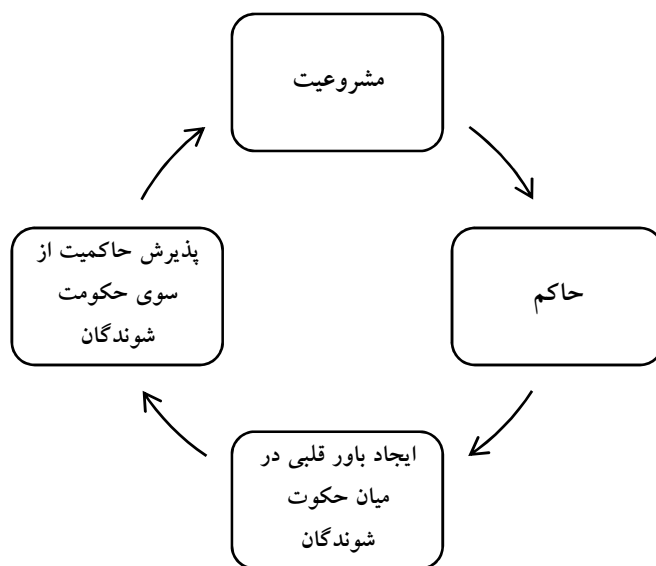 مشروعیت
حاکم
ایجاد باور قلبی در
میان حکوت
شوندگان
پذیرش حاکمیت از
سوی حکومت
شوندگان